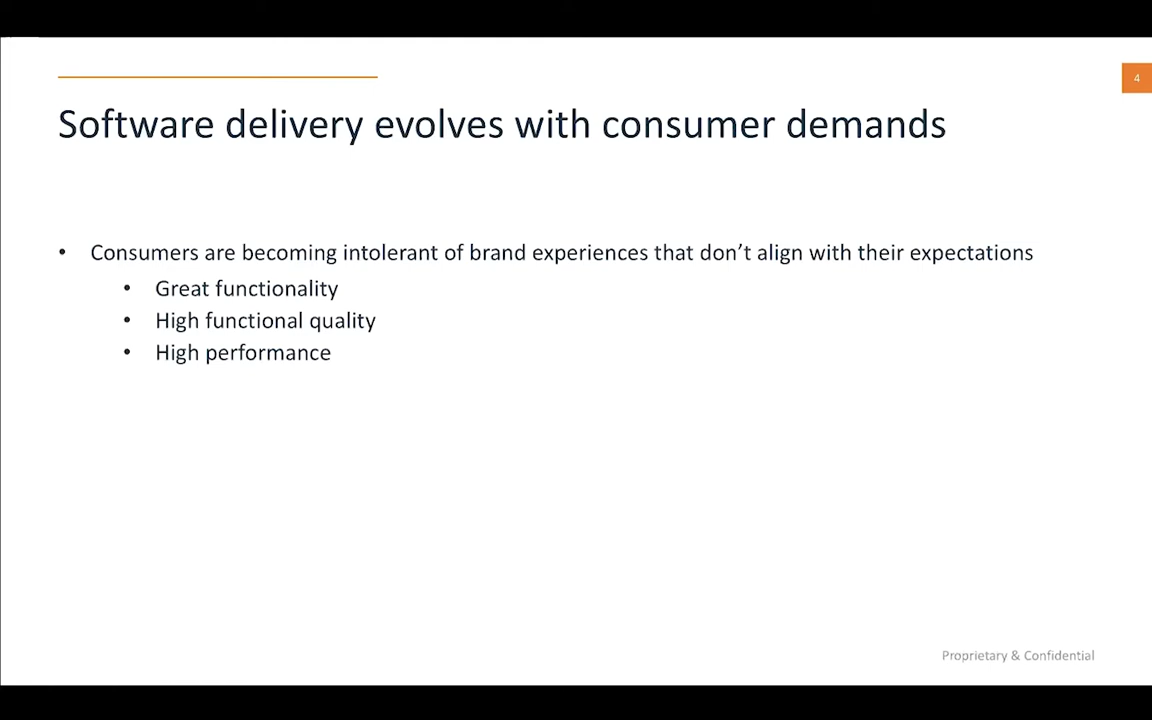 4
Software delivery evolves with consumer demands
• Consumers are becoming intolerant of brand experiences that don’t align with their expectations
• Great functionality
• High functional quality
• High performance
Proprietary & Confidential